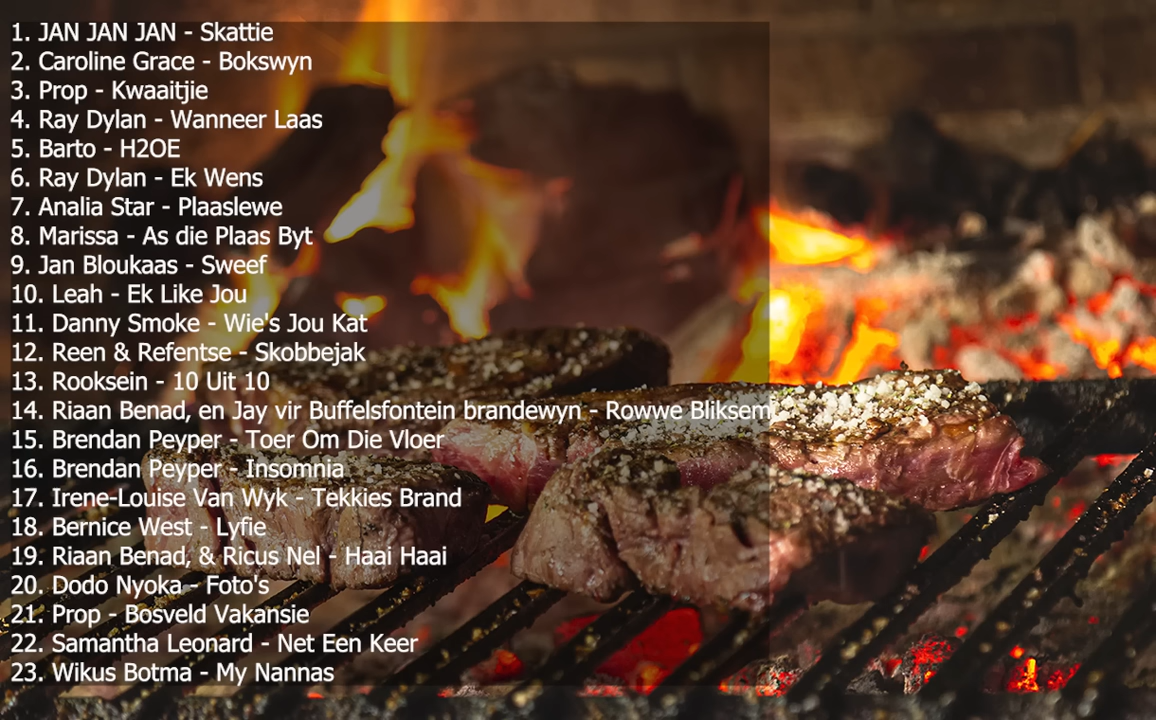 1. JAN JAN JAN - Skattie
2. Caroline Grace - Bokswyn
3. Prop - Kwaaitjie
4. Ray Dylan - Wanneer Laas
5. Barto - H2OE
6. Ray Dylan - Ek Wens
7. Analia Star - Plaaslewe
8. Marissa - As die Plaas Byt
9. Jan Bloukaas - Sweef
10. Leah - Ek Like Jou
11. Danny Smoke - Wie's Jou Kat
12. Reen & Refentse - Skobbejak
13. Rooksein - 10 Uit 10
14. Riaan Benad, en Jay vir Buffelsfontein brandewyn - Rowwe Bliksem
15. Brendan Peyper - Toer Om Die Vloer
16. Brendan Peyper - Insomnia
17. Irene-Louise Van Wyk - Tekkies Brand
18. Bernice West - Lyfie
19. Riaan Benad, & Ricus Nel - Haai Haai
20. Dodo Nyoka - Foto's
21. Prop - Bosveld Vakansie
22. Samantha Leonard - Net Een Keer
23. Wikus Botma - My Nannas